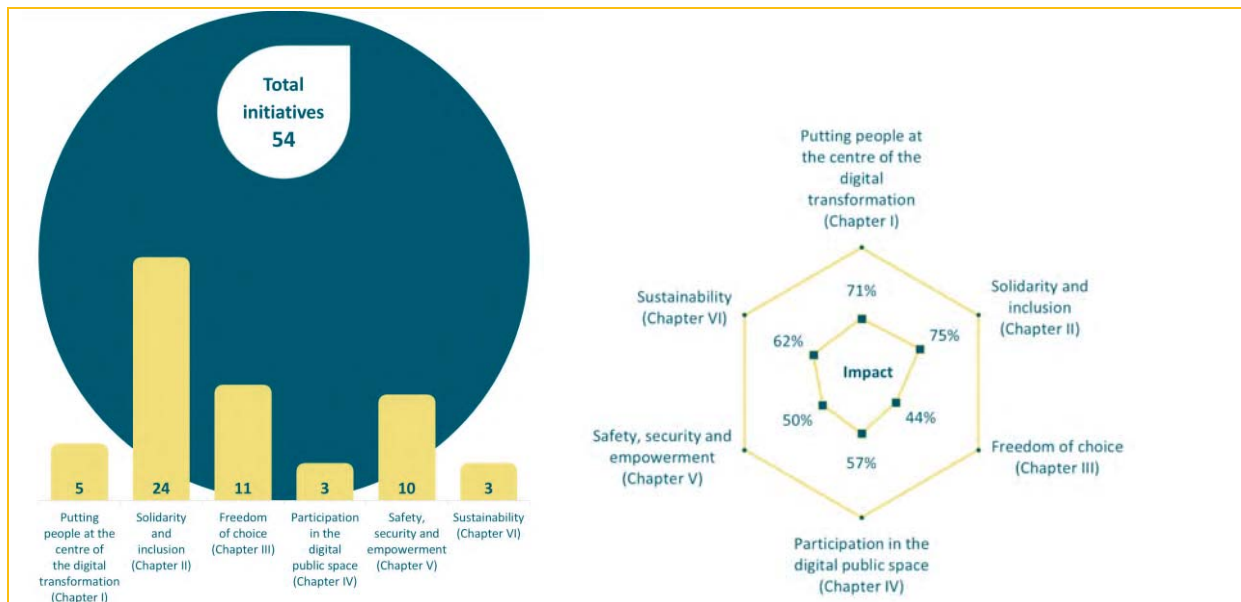 Total
initiatives
54
5
24
11
3
10
3
Putting
people at the
centre of
the digital
transformation
(Chapter I)
Solidarity
and
inclusion
(Chapter II)
Freedom
of choice
(Chapter III)
Participation
in the
digital
public space
(Chapter IV)
Safety,
security and
empowerment
(Chapter V)
Sustainability
(Chapter VI)
Putting people at
the centre of the
digital
transformation
(Chapter I)
Solidarity and
inclusion
(Chapter II)
Freedom of choice
(Chapter III)
Participation in the
digital public space
(Chapter IV)
Safety, security and
empowerment
(Chapter V)
Sustainability
(Chapter VI)
71%
75%
44%
57%
50%
62%
Impact